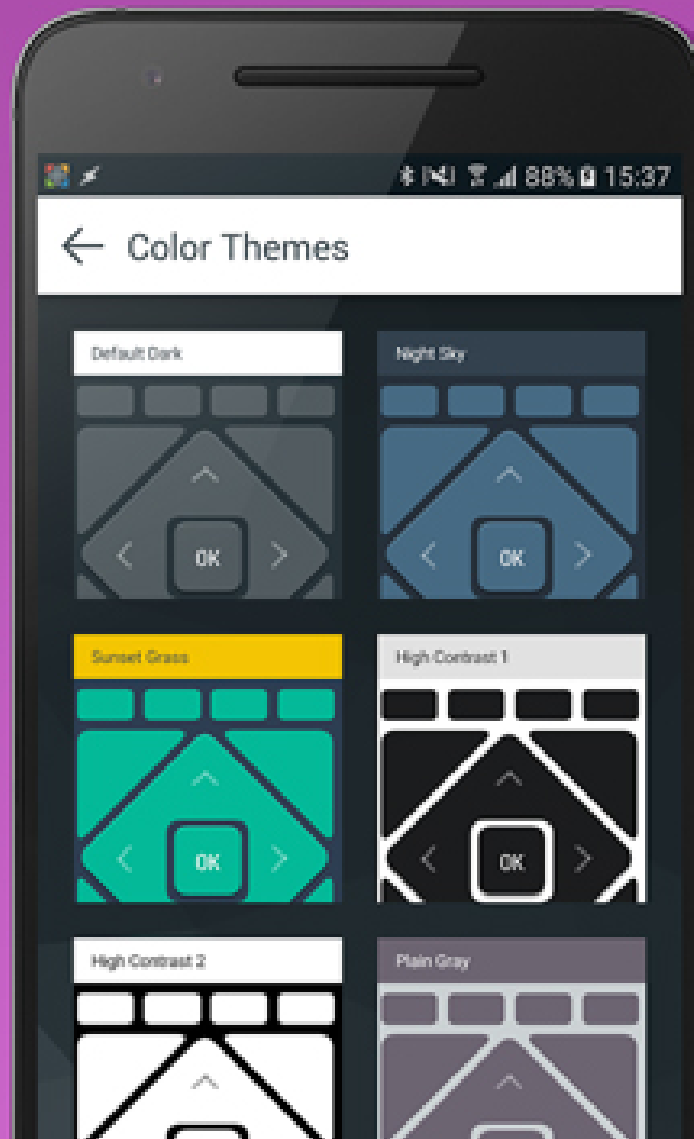 88% 15:37
Color Themes
Default Dark
Night Sky
OK
OK
Sunset Grass
High Contrast 1
OK
OK
High Contrast 2
Plain Gray